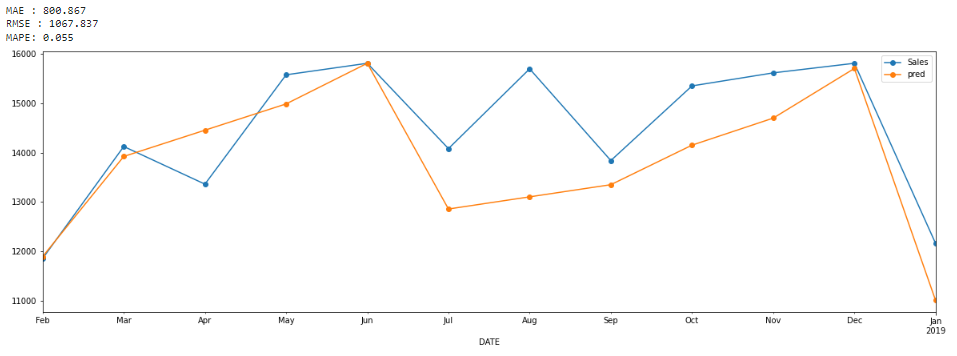 MAE : 800.867
RMSE : 1067.837
MAPE: 0.055
16000
15000
14000
13000
12000
11000
Sales
pred
Feb Mar Apr May Jun Jul Aug Sep Oct Nov Dec Jan
2019
DATE